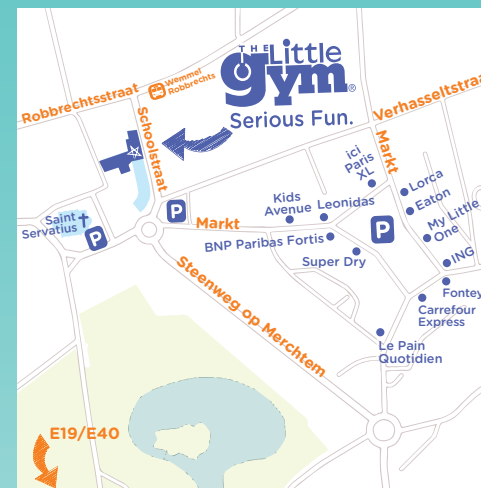 THE Little
gym®
Serious Fun.
Wemmel
Robbrechts
Robbrechtsstraat
Schoolstraat
Markt
ici
Paris
XL
Lorca
Eaton
My Little
One
ING
Fontey
Carrefour
Express
Kids
Avenue
Leonidas
P
P
P
Markt
BNP Paribas Fortis
Super Dry
Saint
Servatius
Steenweg op Merchtem
Le Pain
Quotidien
E19/E40